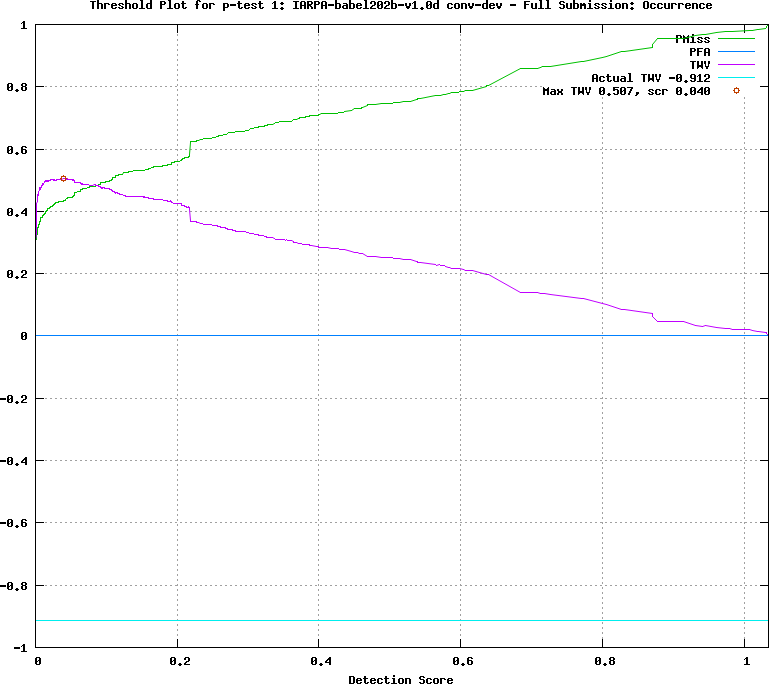 Threshold Plot for p-test 1: IARPA-babel202b-v1.0d conv-dev - Full Submission: Occurrence
1
PMiss
PFA
TWV
Actual TWV -0.912
Max TWV 0.507, scr 0.040
0.8
0.6
0.4
0.2
0
-0.2
-0.4
-0.6
-0.8
-1
0 0.2 0.4 0.6 0.8 1
Detection Score